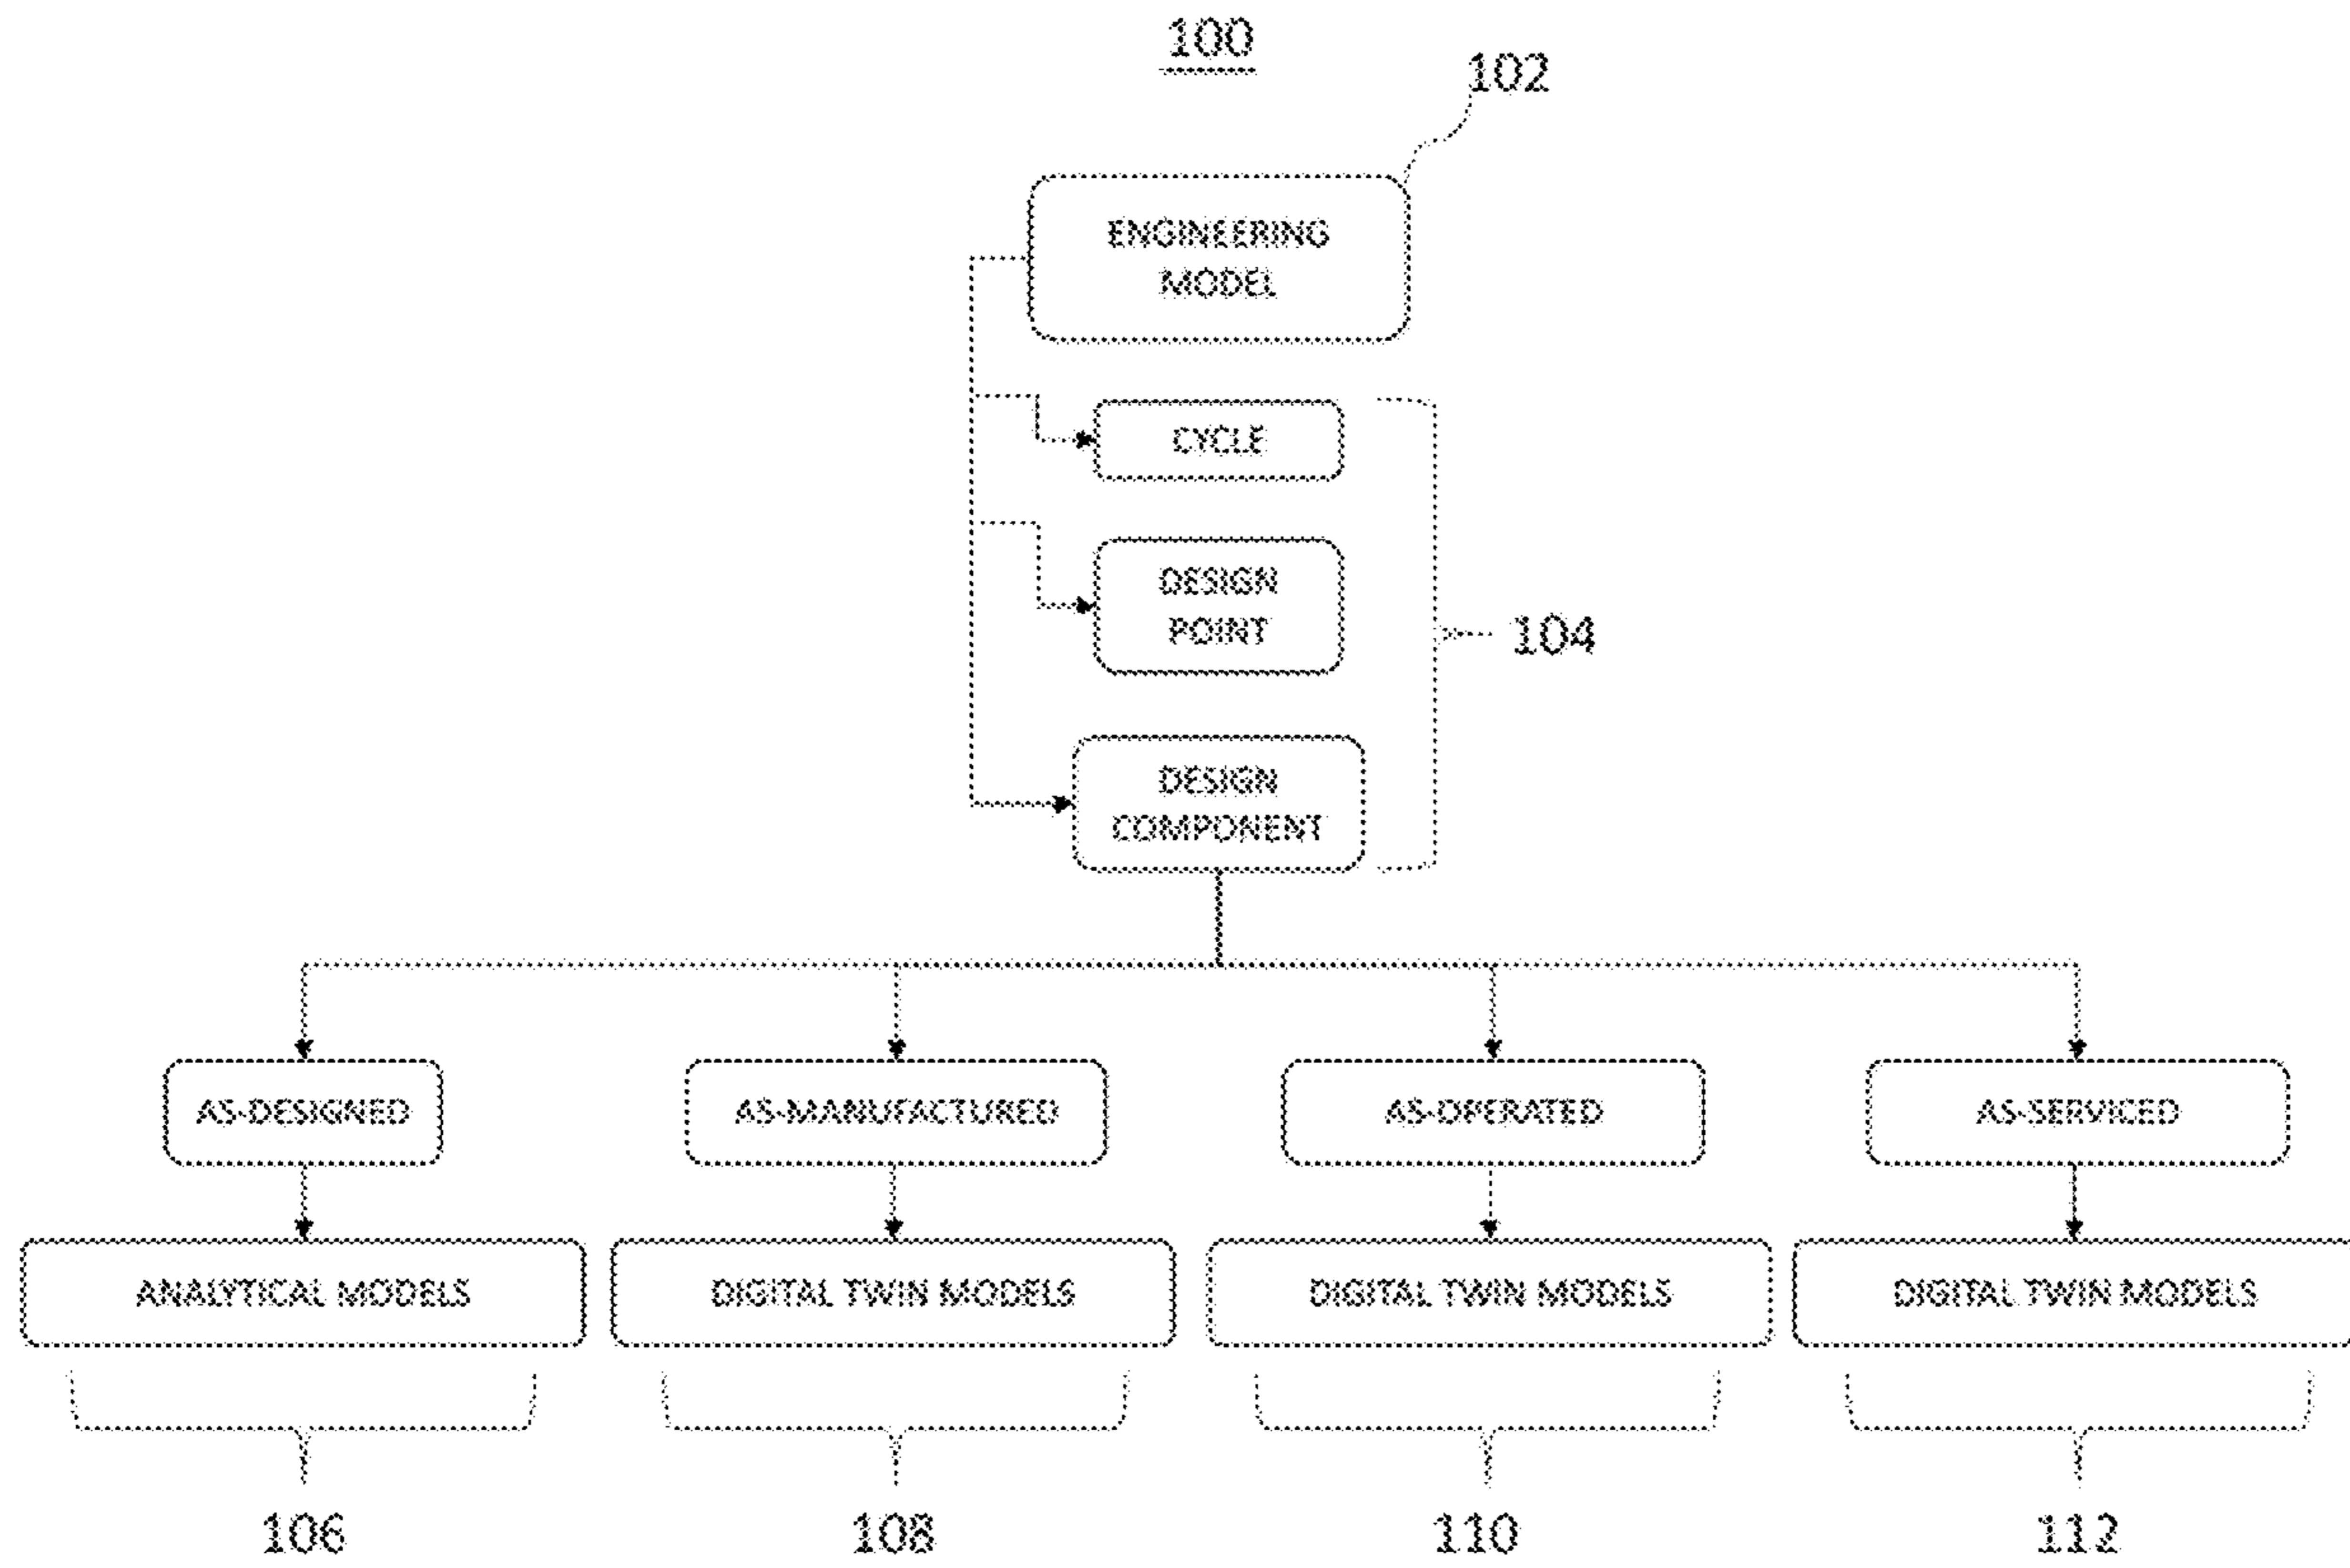 100
102
ENGINEERING
MODEL
CYCLE
DESIGN
POINT
104
DESIGN
COMPONENT
AS-DESIGNED
AS-MANUFACTURED
AS-OPERATED
AS-SERVICED
ANALYTICAL MODELS
DIGITAL TWIN MODELS
DIGITAL TWIN MODELS
DIGITAL TWIN MODELS
106
108
110
112